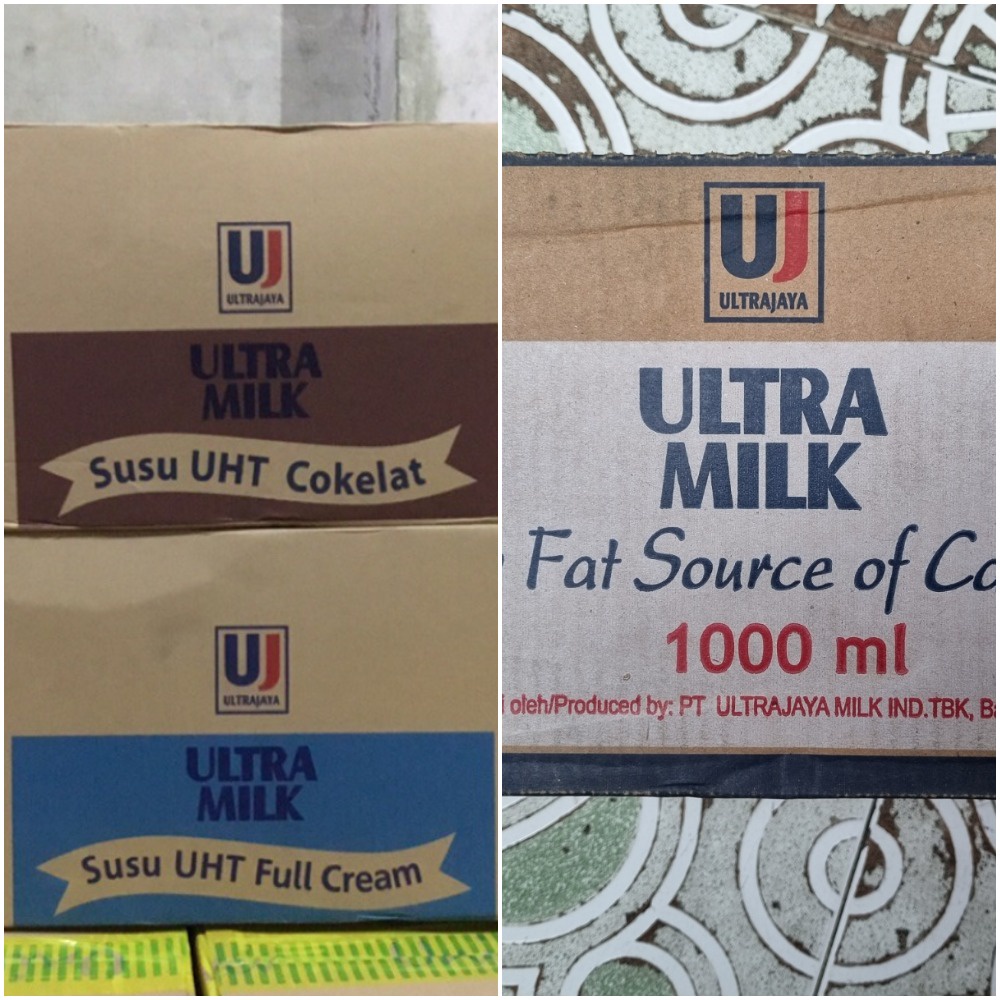 UJ
ULTRAJAYA
ULTRA
MILK
Susu UHT Cokelat
UJ
ULTRAJAYA
ULTRA
MILK
Susu UHT Full Cream
UJ
ULTRAJAYA
ULTRA
MILK
Fat Source of Ca
1000 ml
oleh/Produced by: PT ULTRAJAYA MILK IND.TBK, B